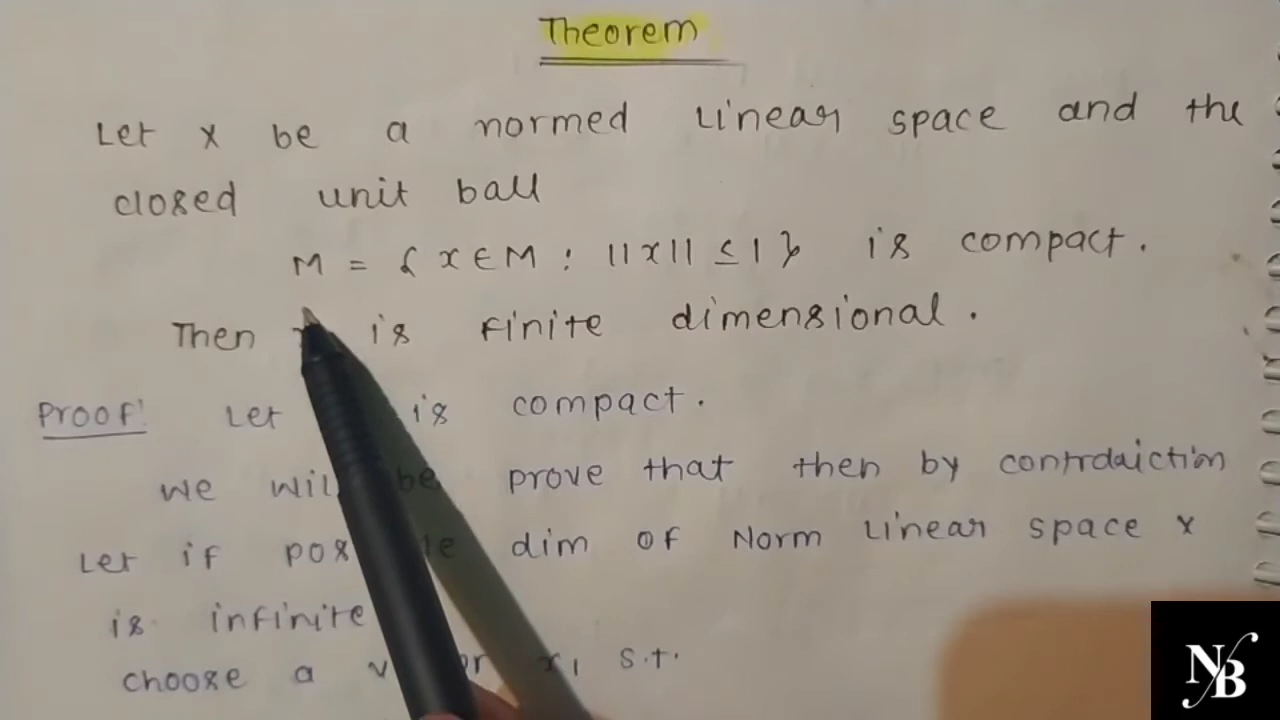 Theorem
Let x be a normed linear space and the
closed unit ball
M = { x ∈ M : ||x|| ≤ 1 } is compact.
Then is finite dimensional.
Proof: Let is compact.
we will be prove that then by contrdaiction
Let if dim of Norm Linear space x
is infinite
choose a x₁ s.t.
NB